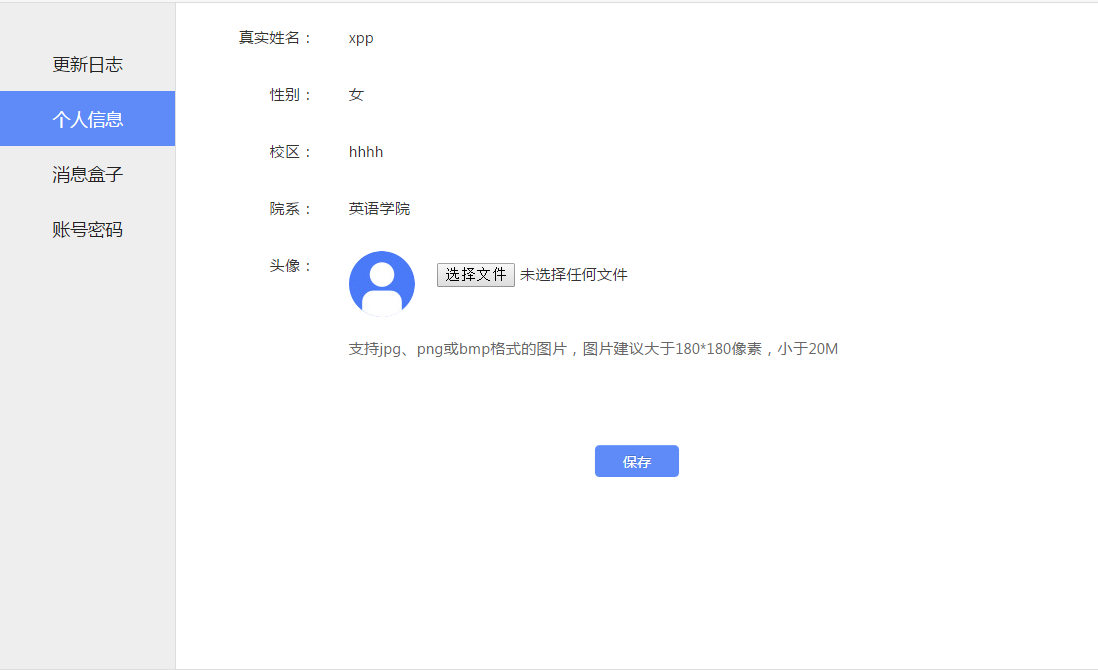 更新日志
个人信息
消息盒子
账号密码
真实姓名： xpp
性别： 女
校区： hhhh
院系： 英语学院
头像： 选择文件 未选择任何文件
支持jpg、png或bmp格式的图片，图片建议大于180*180像素，小于20M
保存